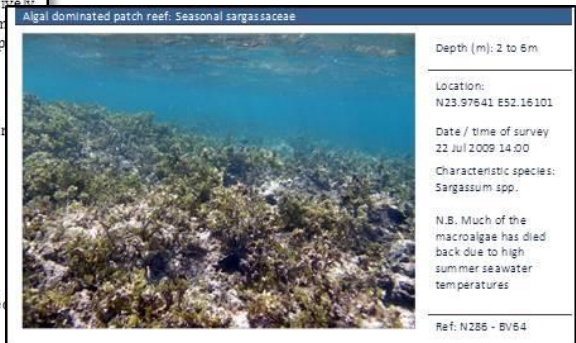 Algal dominated patch reef: Seasonal sargassaceae
Depth (m): 2 to 6m
Location:
N23.97641 E52.16101
Date / time of survey
22 Jul 2009 14:00
Characteristic species:
Sargassum spp.
N.B. Much of the
macroalgae has died
back due to high
summer seawater
temperatures
Ref: N286 - BV64